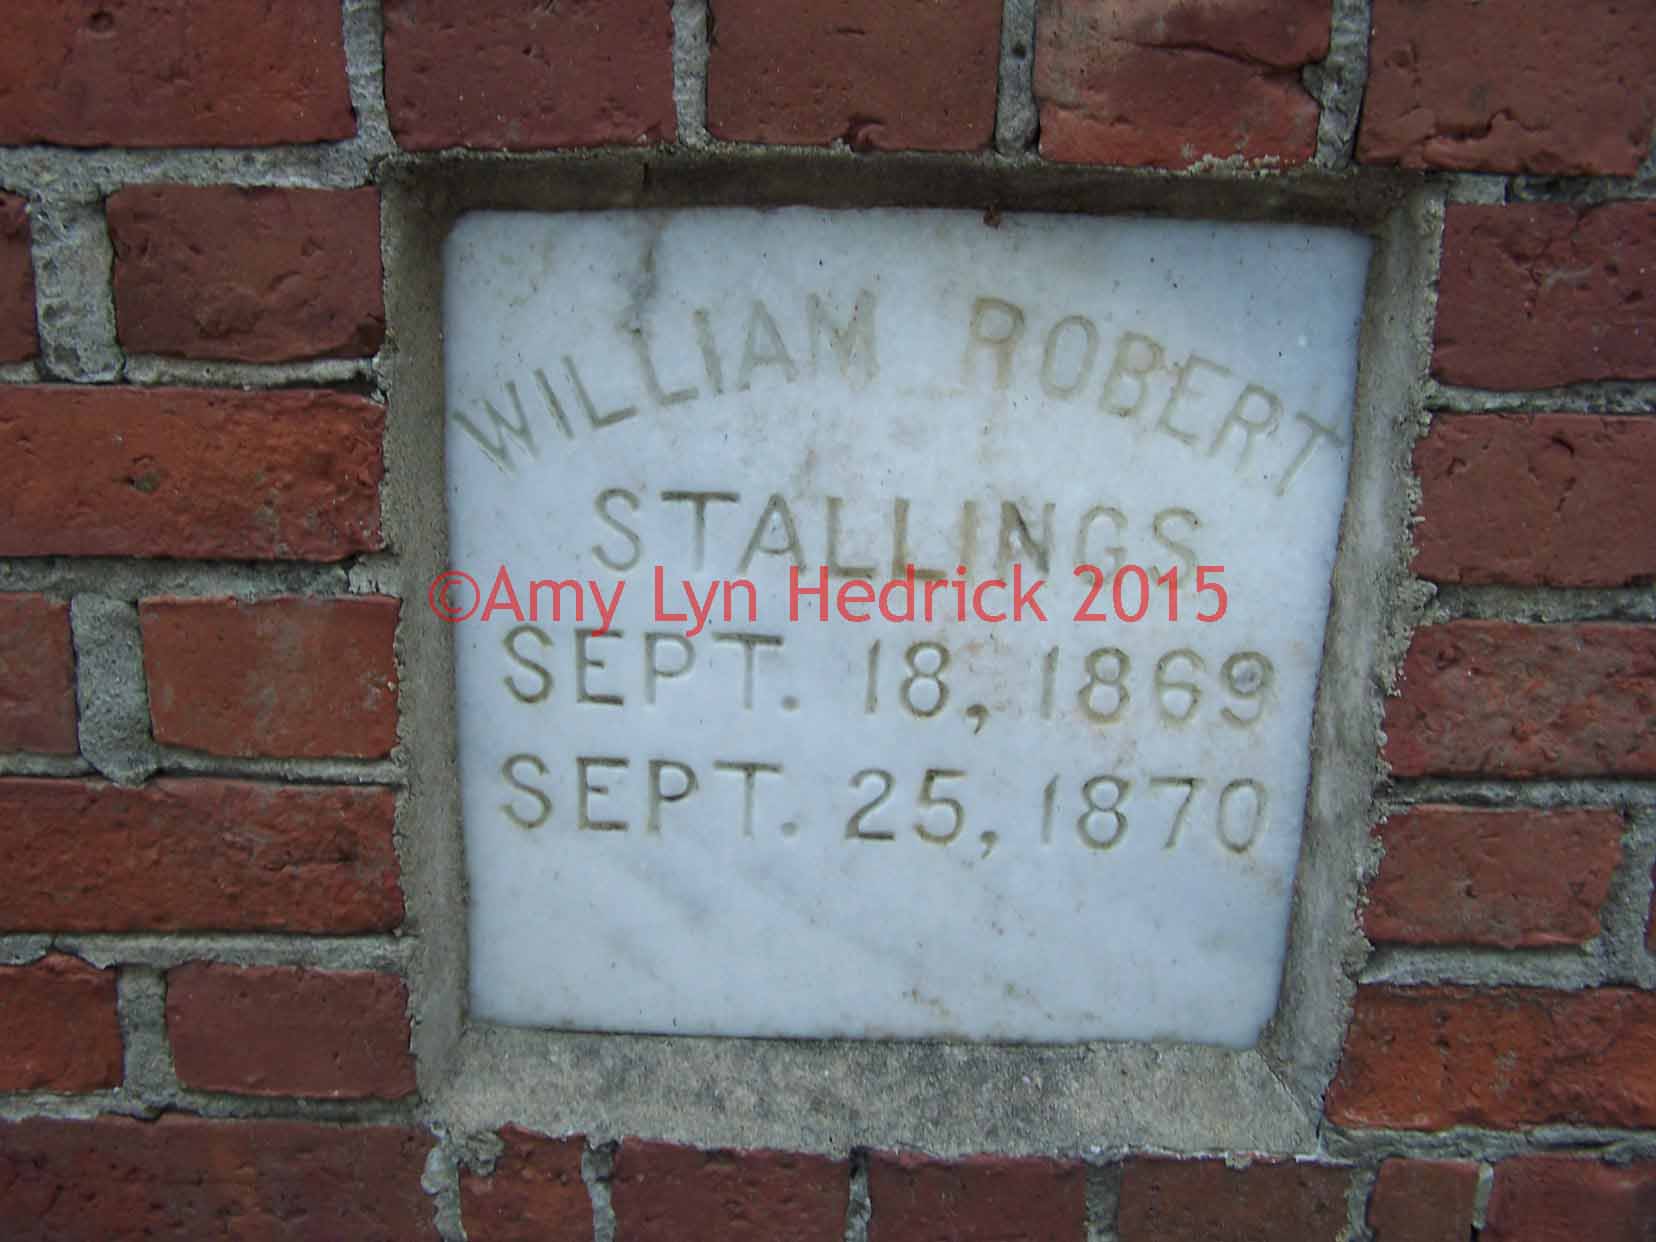 WILLIAM ROBERT
STALLINGS
©Amy Lyn Hedrick 2015
SEPT. 18, 1869
SEPT. 25, 1870